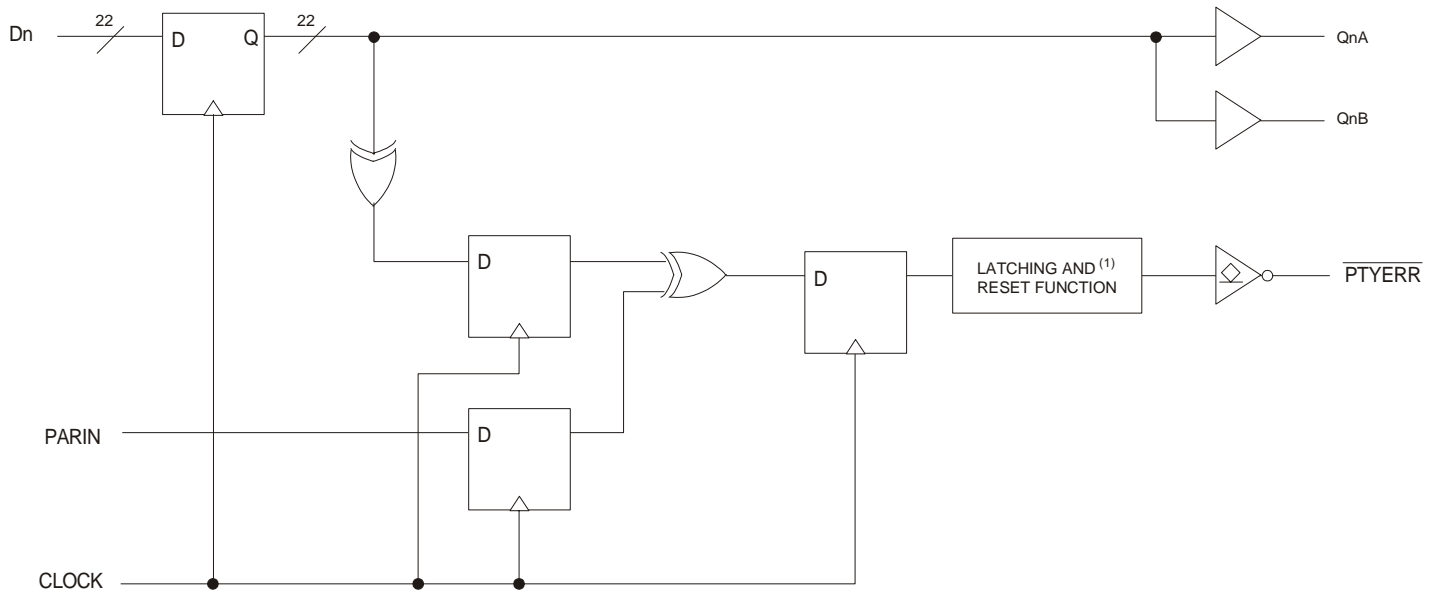 Dn
22
D
Q
22
QnA
QnB
D
D
LATCHING AND (1)
RESET FUNCTION
PTYERR
PARIN
D
CLOCK